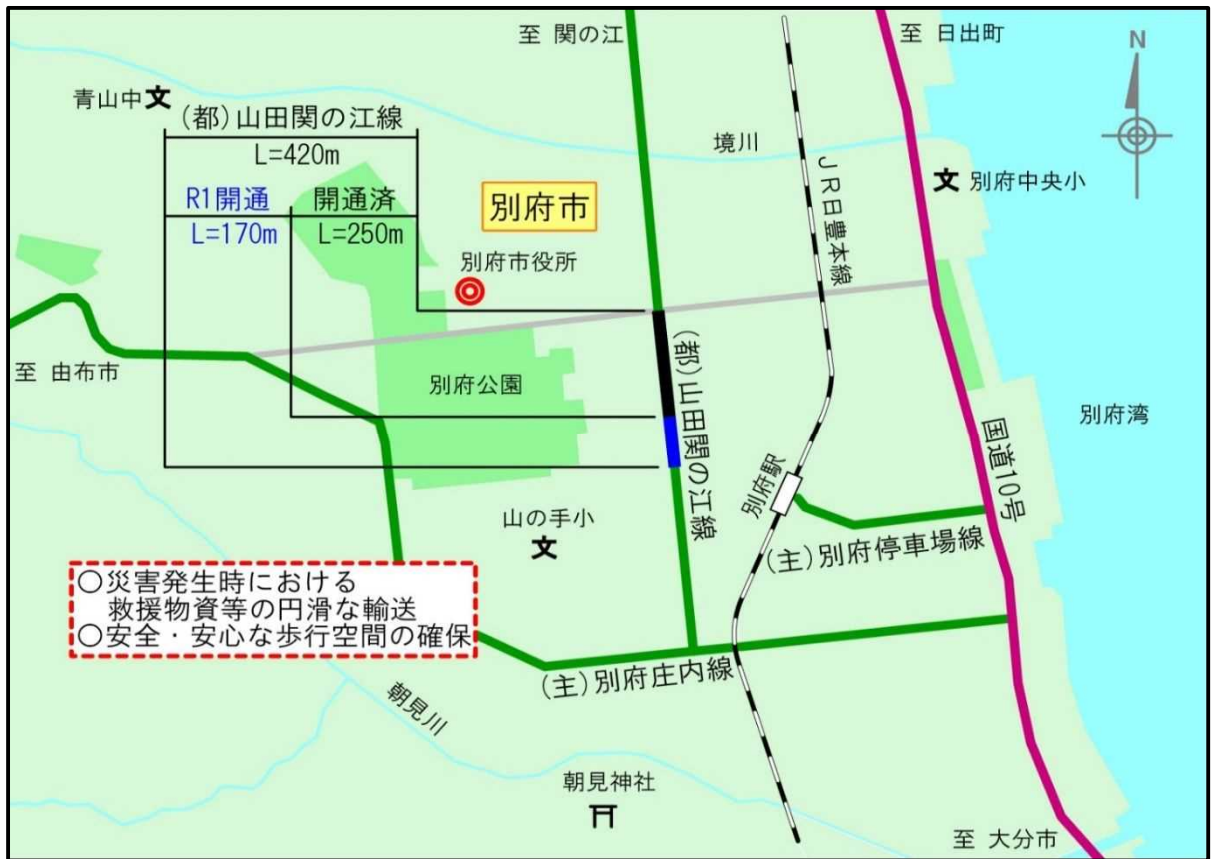 至 関の江
至 日出町
N
青山中
文
(都)山田関の江線
L=420m
境川
JR日豊本線
文
別府中央小
R1開通
開通済
L=170m
L=250m
別府市
別府市役所
至 由布市
別府公園
(都)山田関の江線
別府湾
国道10号
別府駅
山の手小
文
(主)別府停車場線
○災害発生時における
救援物資等の円滑な輸送
○安全・安心な歩行空間の確保
(主)別府庄内線
朝見川
朝見神社
至 大分市